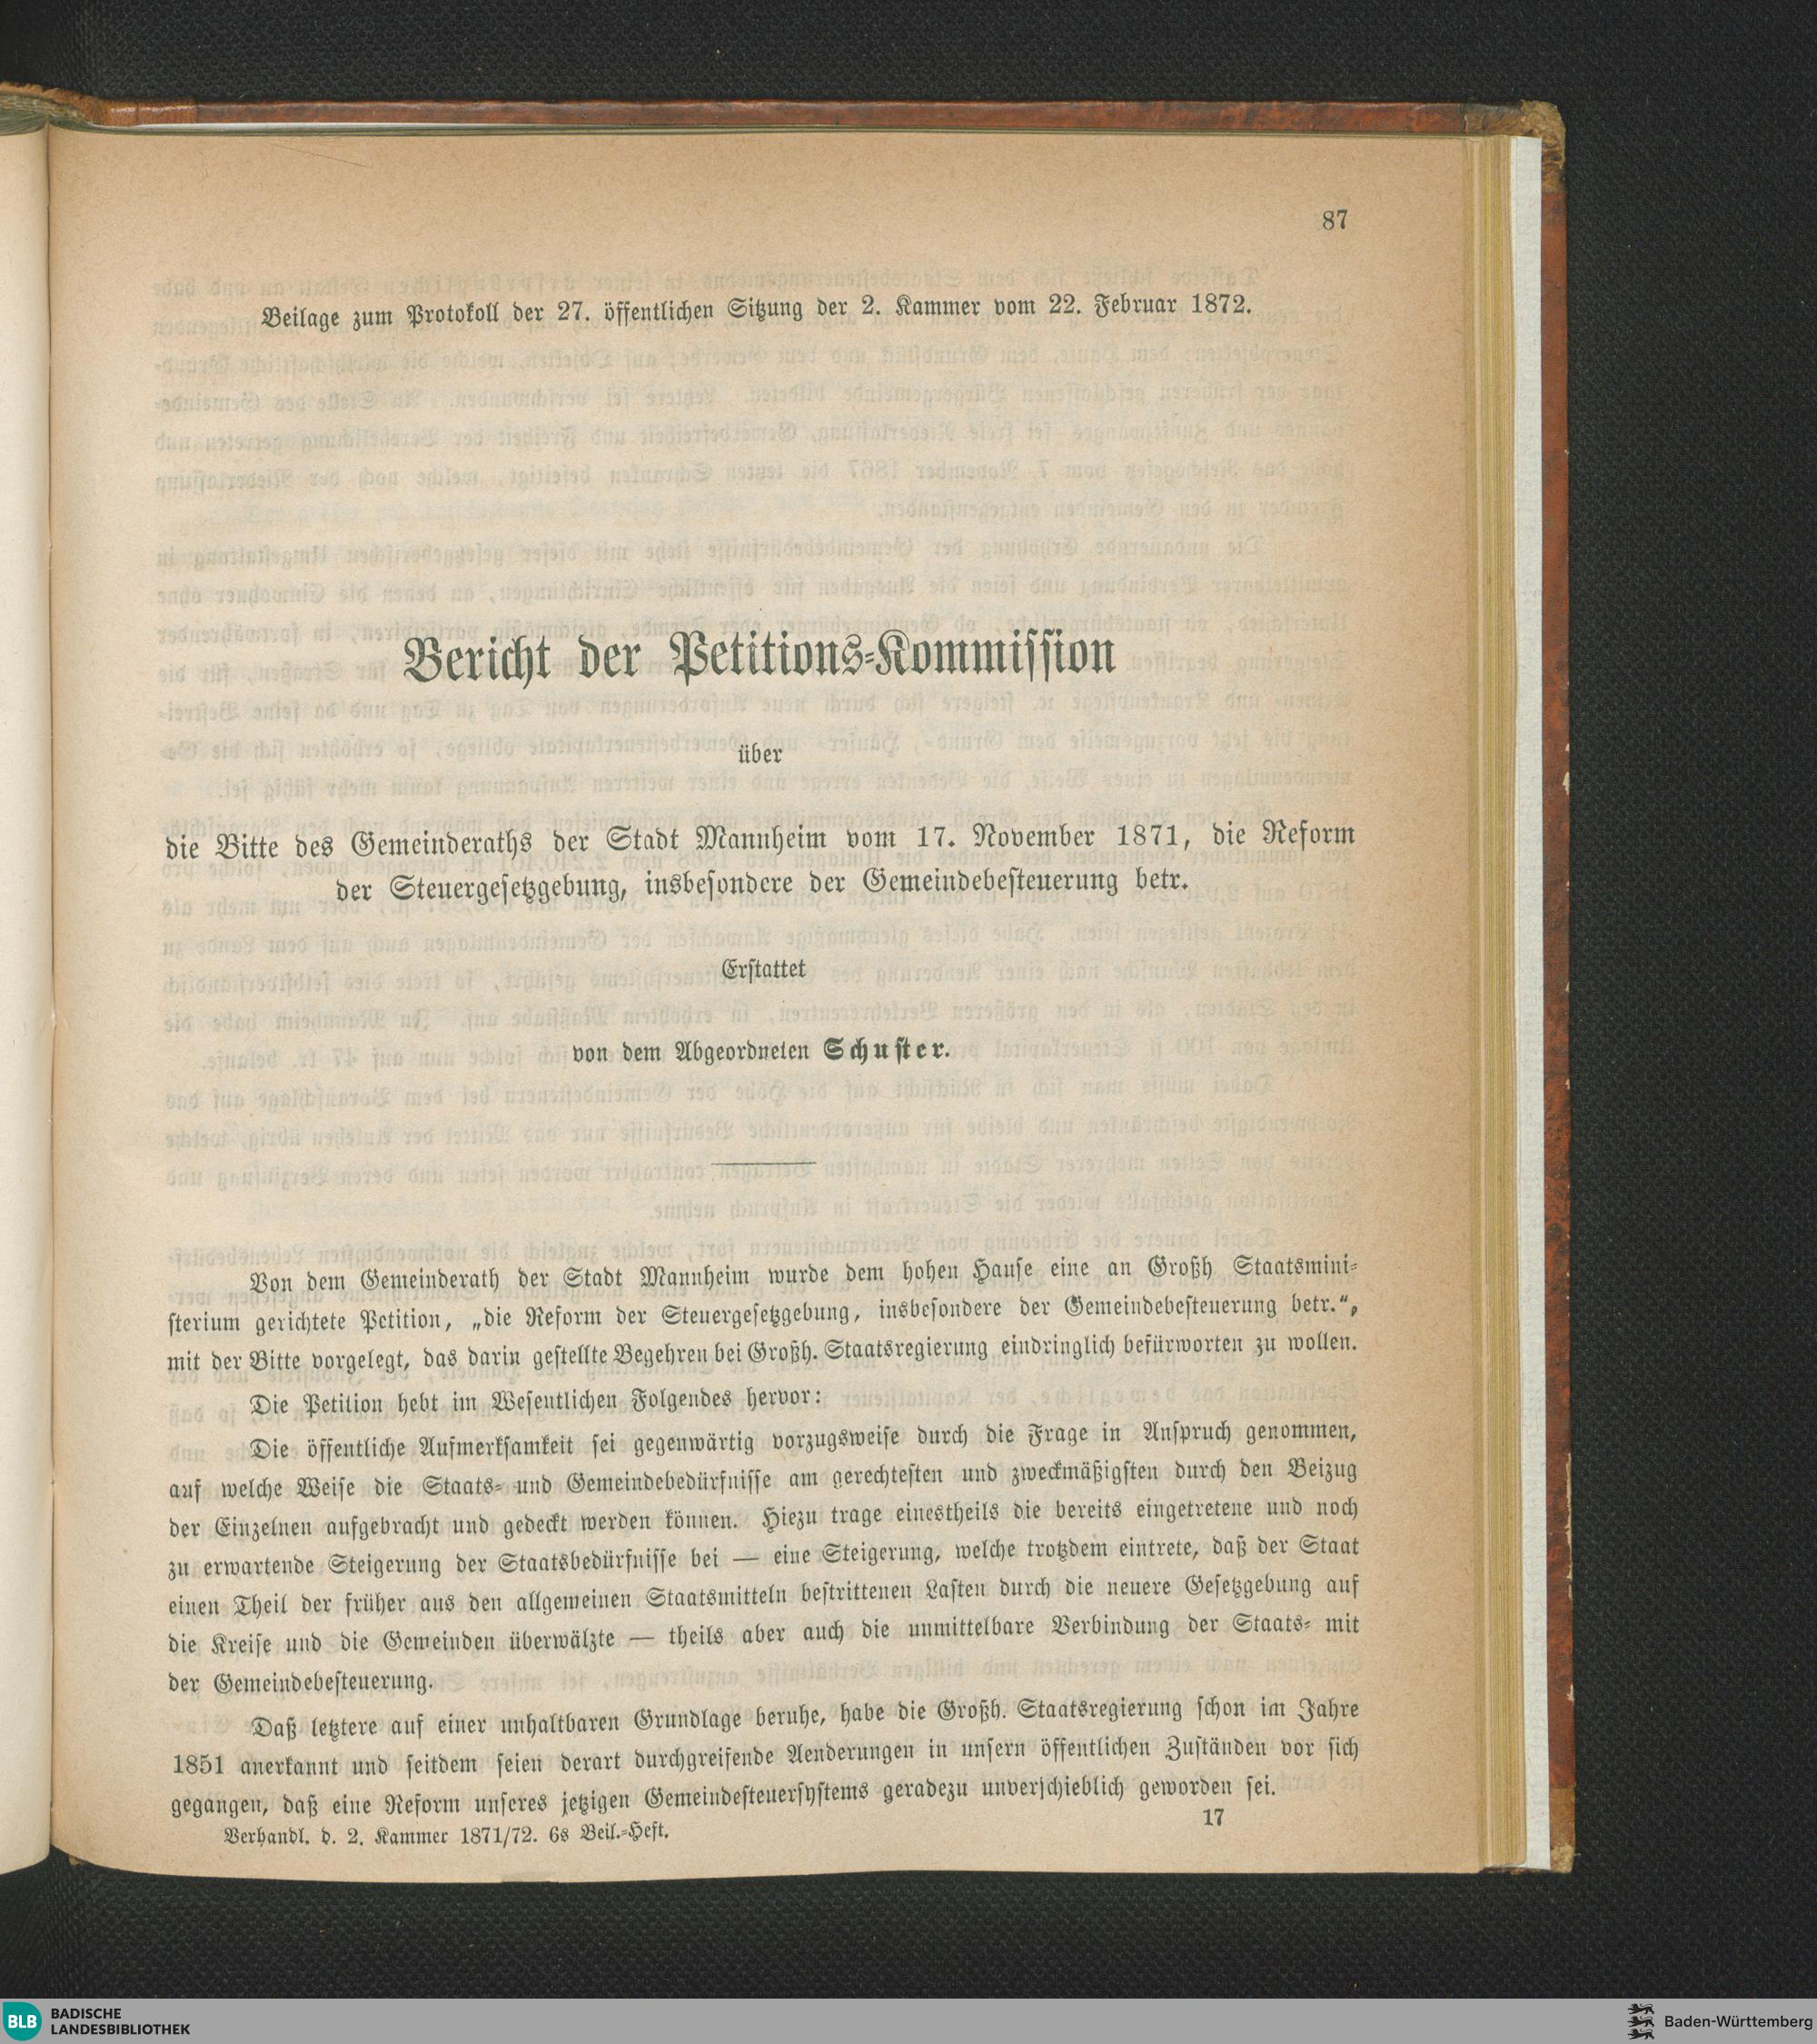 87
Beilage zum Protokoll der 27. öffentlichen Sitzung der 2. Kammer vom 22. Februar 1872.
Bericht der Petitions-Kommission
über
die Bitte des Gemeinderaths der Stadt Mannheim vom 17. November 1871, die Reform
der Steuergesetzgebung, insbesondere der Gemeindebesteuerung betr.
Erstattet
von dem Abgeordneten Schuster.
Von dem Gemeinderath der Stadt Mannheim wurde dem hohen Hause eine an Großh Staatsmini-
sterium gerichtete Petition, „die Reform der Steuergesetzgebung, insbesondere der Gemeindebesteuerung betr.“,
mit der Bitte vorgelegt, das darin gestellte Begehren bei Großh. Staatsregierung eindringlich befürworten zu wollen.
Die Petition hebt im Wesentlichen Folgendes hervor:
Die öffentliche Aufmerksamkeit sei gegenwärtig vorzugsweise durch die Frage in Anspruch genommen,
auf welche Weise die Staats- und Gemeindebedürfnisse am gerechtesten und zweckmäßigsten durch den Beizug
der Einzelnen aufgebracht und gedeckt werden können. Hiezu trage einestheils die bereits eingetretene und noch
zu erwartende Steigerung der Staatsbedürfnisse bei — eine Steigerung, welche trotzdem eintrete, daß der Staat
einen Theil der früher aus den allgemeinen Staatsmitteln bestrittenen Lasten durch die neuere Gesetzgebung auf
die Kreise und die Gemeinden überwälzte — theils aber auch die unmittelbare Verbindung der Staats- mit
der Gemeindebesteuerung.
Daß letztere auf einer unhaltbaren Grundlage beruhe, habe die Großh. Staatsregierung schon im Jahre
1851 anerkannt und seitdem seien derart durchgreifende Aenderungen in unsern öffentlichen Zuständen vor sich
gegangen, daß eine Reform unseres jetzigen Gemeindesteuersystems geradezu unverschieblich geworden sei.
Verhandl. d. 2. Kammer 1871/72. 6s Beil.-Heft.
17
BLB BADISCHE
LANDESBIBLIOTHEK
Baden-Württemberg